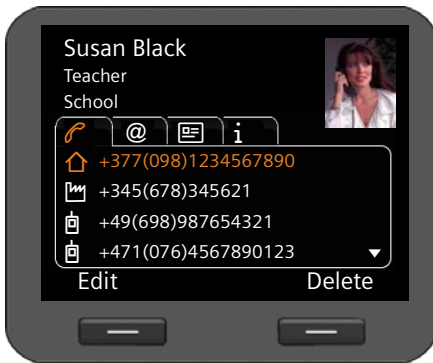 Susan Black
Teacher
School
@ i
+377(098)1234567890
+345(678)345621
+49(698)987654321
+471(076)4567890123
Edit Delete